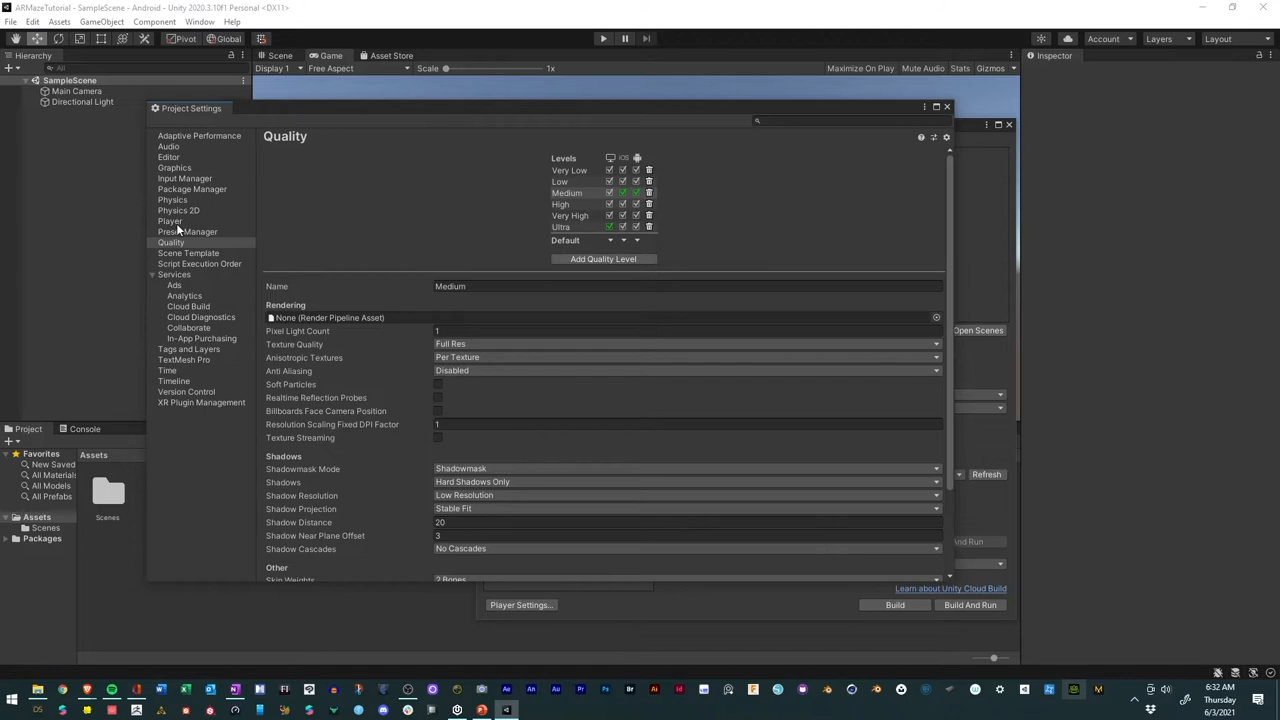 ARMazeTutorial - SampleScene - Android - Unity 2020.3.10f1 Personal <DX11>
File Edit Assets GameObject Component Window Help
Pivot Global Account Layers Layout
Hierarchy Scene Game Asset Store Inspector
All Display 1 Free Aspect Scale 1x Maximize On Play Mute Audio Stats Gizmos
SampleScene
Main Camera
Directional Light
Project Settings
Adaptive Performance
Audio
Editor
Graphics
Input Manager
Package Manager
Physics
Physics 2D
Player
Preset Manager
Quality
Scene Template
Script Execution Order
Services
Ads
Analytics
Cloud Build
Cloud Diagnostics
Collaborate
In-App Purchasing
Tags and Layers
TextMesh Pro
Time
Timeline
Version Control
XR Plugin Management
Quality
Levels iOS
Very Low
Low
Medium
High
Very High
Ultra
Default
Add Quality Level
Name Medium
Rendering
None (Render Pipeline Asset)
Pixel Light Count 1
Texture Quality Full Res
Anisotropic Textures Per Texture
Anti Aliasing Disabled
Soft Particles
Realtime Reflection Probes
Billboards Face Camera Position
Resolution Scaling Fixed DPI Factor 1
Texture Streaming
Shadows
Shadowmask Mode Shadowmask
Shadows Hard Shadows Only
Shadow Resolution Low Resolution
Shadow Projection Stable Fit
Shadow Distance 20
Shadow Near Plane Offset 3
Shadow Cascades No Cascades
Other
Skin Weights 2 Bones
Open Scenes
Refresh
And Run
Learn about Unity Cloud Build
Player Settings... Build Build And Run
Project Console
Favorites
New Saved
All Materials
All Models
All Prefabs
Assets
Scenes
Packages
Assets
Scenes
6:32 AM
Thursday
6/3/2021